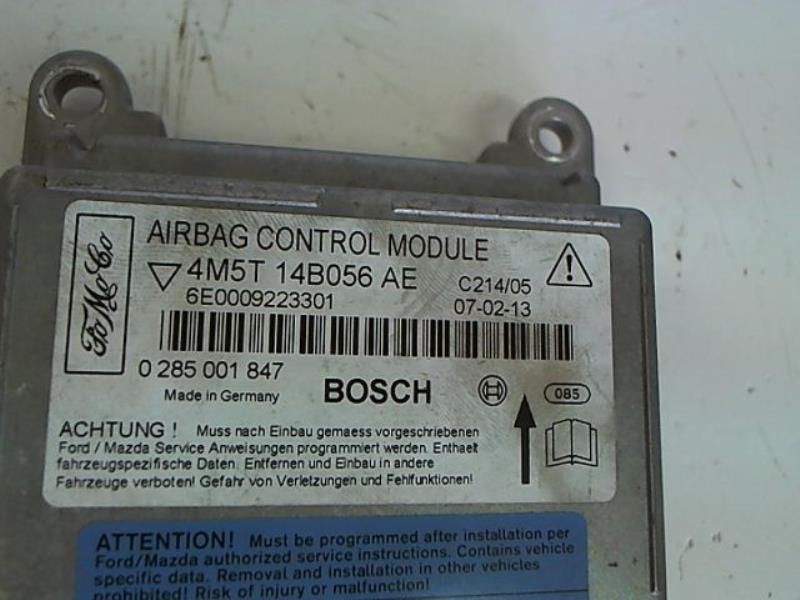 FoMoCo
AIRBAG CONTROL MODULE
4M5T 14B056 AE
C214/05
6E0009223301
07-02-13
0 285 001 847
Made in Germany
BOSCH
085
ACHTUNG ! Muss nach Einbau gemaess vorgeschriebenen
Ford / Mazda Service Anweisungen programmiert werden. Enthaelt
fahrzeugspezifische Daten. Entfernen und Einbau in andere
Fahrzeuge verboten! Gefahr von Verletzungen und Fehlfunktionen!
ATTENTION! Must be programmed after installation per
Ford/Mazda authorized service instructions. Contains vehicle
specific data. Removal and installation in other vehicles
prohibited! Risk of injury or malfunction!